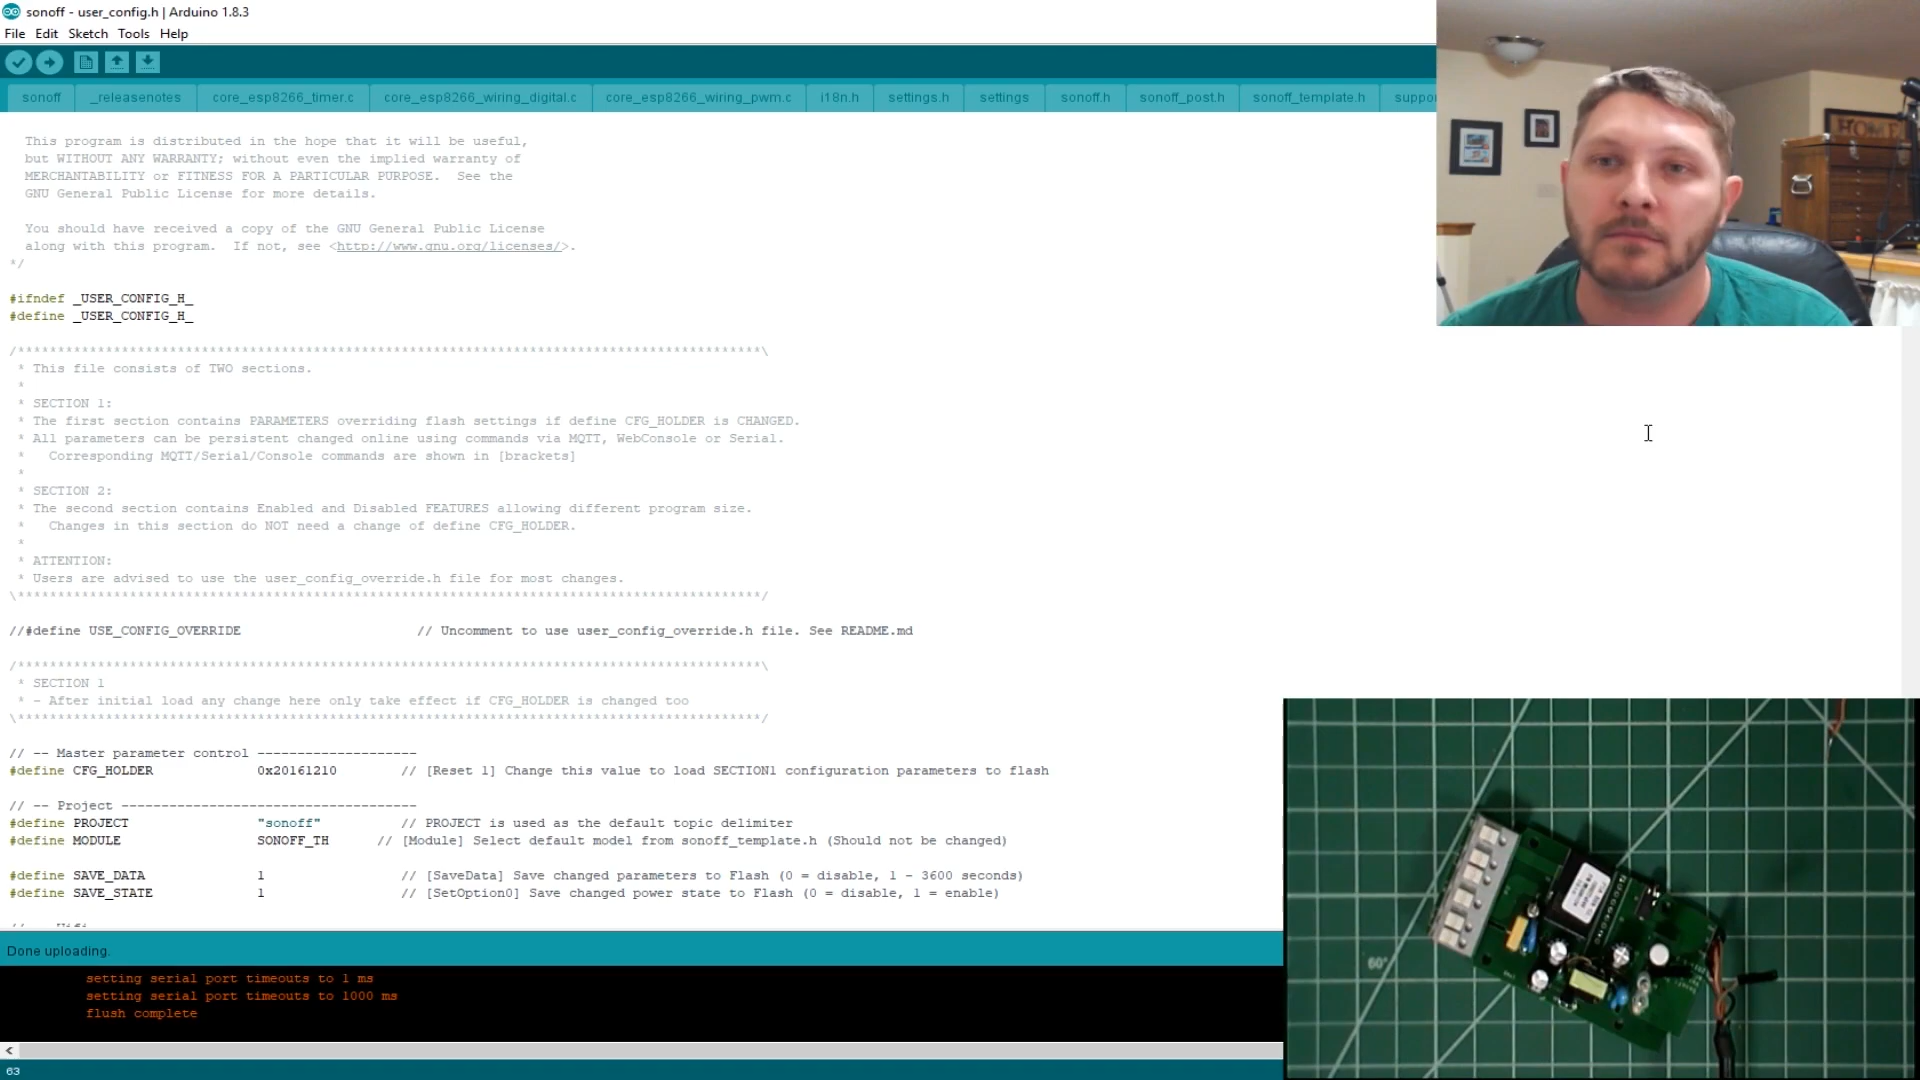 sonoff - user_config.h | Arduino 1.8.3
File Edit Sketch Tools Help
sonoff _releasenotes core_esp8266_timer.c core_esp8266_wiring_digital.c core_esp8266_wiring_pwm.c i18n.h settings.h settings sonoff.h sonoff_post.h sonoff_template.h suppo
This program is distributed in the hope that it will be useful,
but WITHOUT ANY WARRANTY; without even the implied warranty of
MERCHANTABILITY or FITNESS FOR A PARTICULAR PURPOSE. See the
GNU General Public License for more details.
You should have received a copy of the GNU General Public License
along with this program. If not, see <http://www.gnu.org/licenses/>.
*/
#ifndef _USER_CONFIG_H_
#define _USER_CONFIG_H_
/*********************************************************************************************\
* This file consists of TWO sections.
*
* SECTION 1:
* The first section contains PARAMETERS overriding flash settings if define CFG_HOLDER is CHANGED.
* All parameters can be persistent changed online using commands via MQTT, WebConsole or Serial.
* Corresponding MQTT/Serial/Console commands are shown in [brackets]
*
* SECTION 2:
* The second section contains Enabled and Disabled FEATURES allowing different program size.
* Changes in this section do NOT need a change of define CFG_HOLDER.
*
* ATTENTION:
* Users are advised to use the user_config_override.h file for most changes.
\*********************************************************************************************/
//#define USE_CONFIG_OVERRIDE // Uncomment to use user_config_override.h file. See README.md
/*********************************************************************************************\
* SECTION 1
* - After initial load any change here only take effect if CFG_HOLDER is changed too
\*********************************************************************************************/
// -- Master parameter control --------------------
#define CFG_HOLDER 0x20161210 // [Reset 1] Change this value to load SECTION1 configuration parameters to flash
// -- Project -------------------------------------
#define PROJECT "sonoff" // PROJECT is used as the default topic delimiter
#define MODULE SONOFF_TH // [Module] Select default model from sonoff_template.h (Should not be changed)
#define SAVE_DATA 1 // [SaveData] Save changed parameters to Flash (0 = disable, 1 - 3600 seconds)
#define SAVE_STATE 1 // [SetOption0] Save changed power state to Flash (0 = disable, 1 = enable)
Done uploading.
setting serial port timeouts to 1 ms
setting serial port timeouts to 1000 ms
flush complete
63
HOME
60°